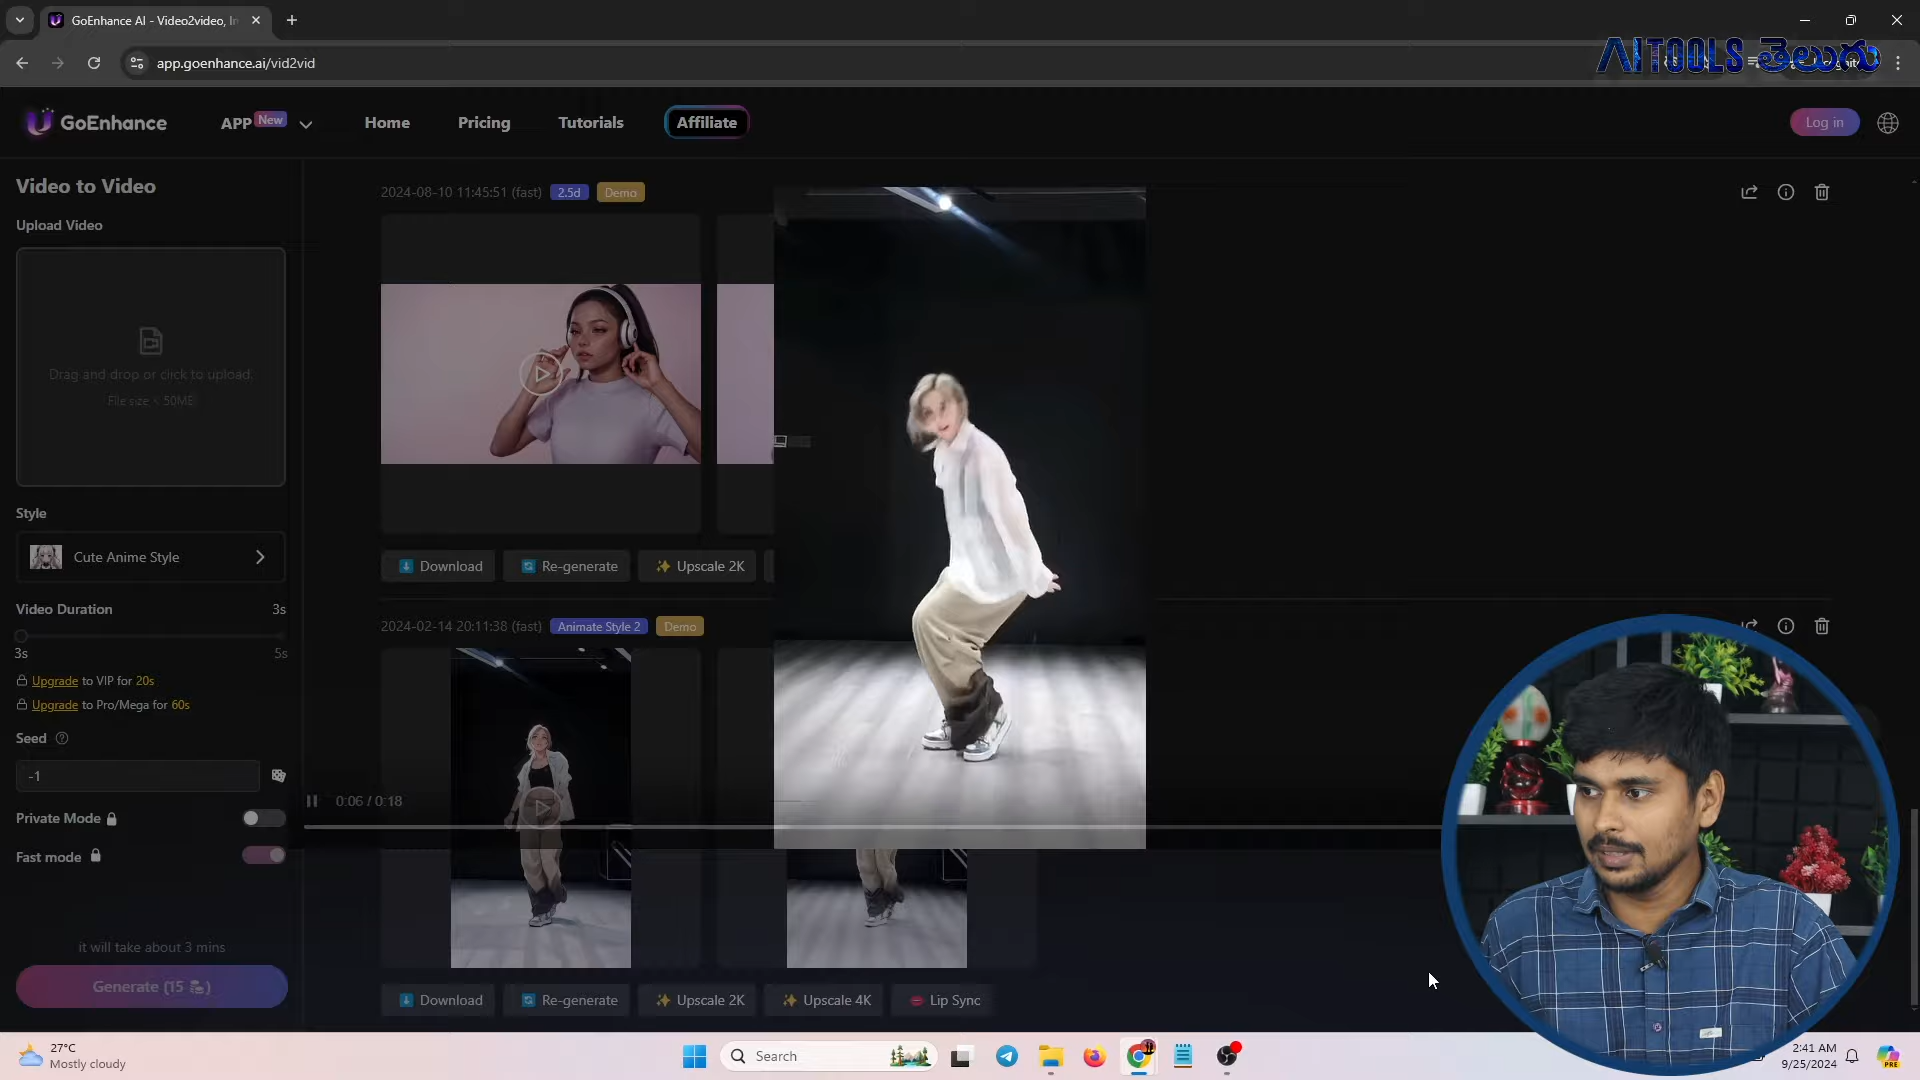 GoEnhance AI - Video2video, In
app.goenhance.ai/vid2vid
AITOOLS తెలుగు
GoEnhance
APP New
Home
Pricing
Tutorials
Affiliate
Log in
Video to Video
Upload Video
Drag and drop or click to upload.
File size < 50MB
Style
Cute Anime Style
Video Duration 3s
3s 5s
Upgrade to VIP for 20s
Upgrade to Pro/Mega for 60s
Seed
-1
Private Mode
Fast mode
it will take about 3 mins
Generate (15 )
2024-08-10 11:45:51 (fast) 2.5d Demo
Download Re-generate Upscale 2K
2024-02-14 20:11:38 (fast) Animate Style 2 Demo
0:06 / 0:18
Download Re-generate Upscale 2K Upscale 4K Lip Sync
27°C
Mostly cloudy
Search
2:41 AM
9/25/2024
PRE